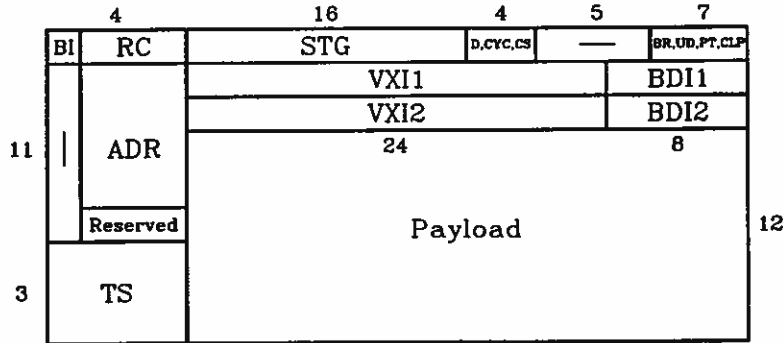 4 16 4 5 7
BI RC STG D,CYC,CS — BR,UD,PT,CLP
VXI1 BDI1
VXI2 BDI2
11 | ADR 24 8
Reserved Payload 12
3 TS